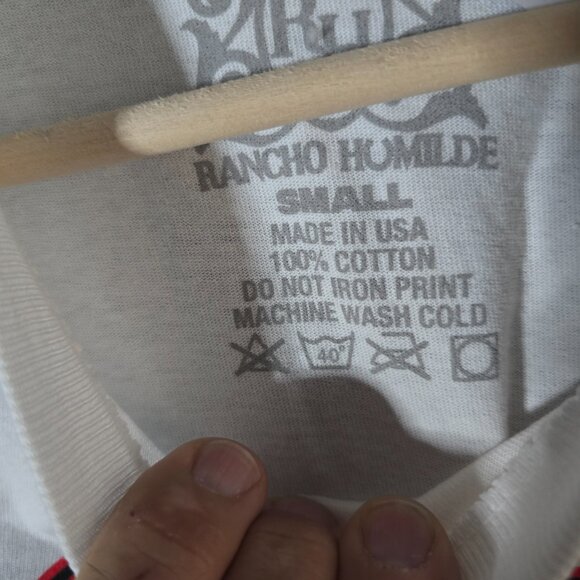 RANCHO HUMILDE
SMALL
MADE IN USA
100% COTTON
DO NOT IRON PRINT
MACHINE WASH COLD
40°